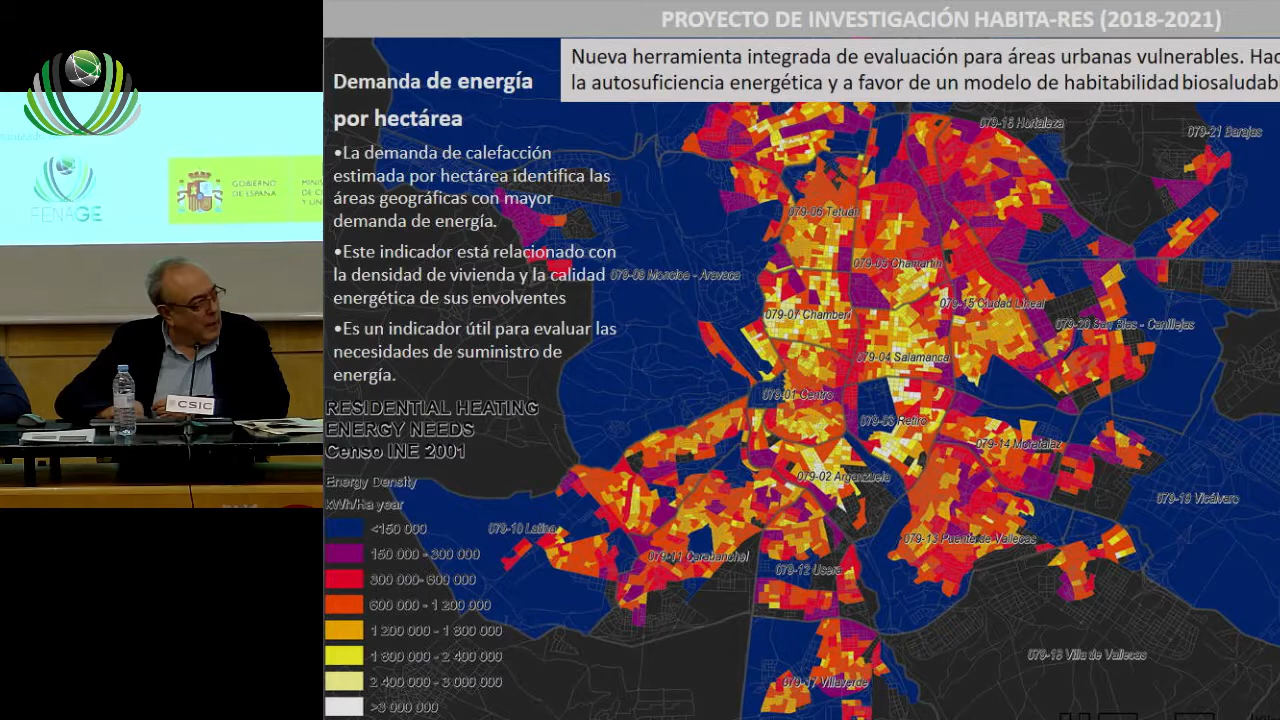 PROYECTO DE INVESTIGACIÓN HABITA-RES (2018-2021)
Nueva herramienta integrada de evaluación para áreas urbanas vulnerables. Hac
la autosuficiencia energética y a favor de un modelo de habitabilidad biosaludab
Demanda de energía
por hectárea
•La demanda de calefacción
estimada por hectárea identifica las
áreas geográficas con mayor
demanda de energía.
•Este indicador está relacionado con
la densidad de vivienda y la calidad
energética de sus envolventes
•Es un indicador útil para evaluar las
necesidades de suministro de
energía.
RESIDENTIAL HEATING
ENERGY NEEDS
Censo INE 2001
Energy Density
kWh/Ha year
<150 000
150 000 - 300 000
300 000- 600 000
600 000 - 1 200 000
1 200 000 - 1 800 000
1 800 000 - 2 400 000
2 400 000 - 3 000 000
>3 000 000
079-16 Hortaleza
079-21 Barajas
079-06 Tetuán
079-05 Chamartín
079-09 Moncloa - Aravaca
079-15 Ciudad Lineal
079-07 Chamberí
079-20 San Blas - Canillejas
079-04 Salamanca
079-01 Centro
079-03 Retiro
079-14 Moratalaz
079-02 Arganzuela
079-19 Vicálvaro
079-10 Latina
079-13 Puente de Vallecas
079-11 Carabanchel
079-12 Usera
079-18 Villa de Vallecas
079-17 Villaverde
FENAGE
GOBIERNO
DE ESPAÑA
MINIS
DE C
Y UN
CSIC